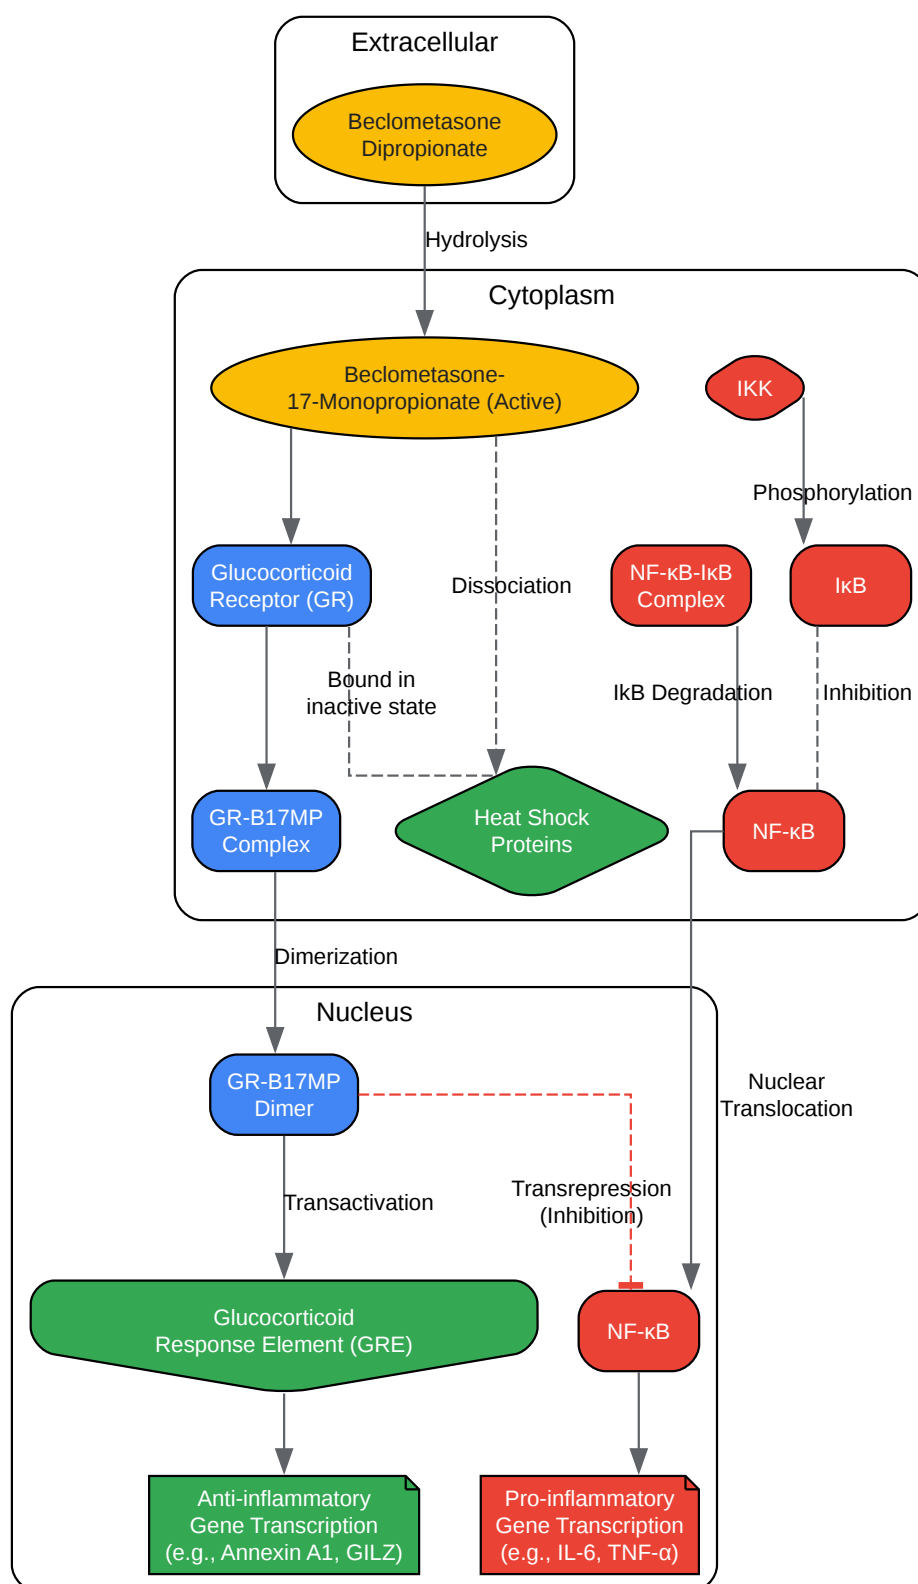 Extracellular
Beclometasone
Dipropionate
Hydrolysis
Cytoplasm
Beclometasone-
17-Monopropionate (Active)
IKK
Phosphorylation
Glucocorticoid
Receptor (GR)
Dissociation
NF-κB-IκB
Complex
IκB
Bound in
inactive state
IkB Degradation
Inhibition
GR-B17MP
Complex
Heat Shock
Proteins
NF-κB
Dimerization
Nucleus
GR-B17MP
Dimer
Nuclear
Translocation
Transactivation
Transrepression
(Inhibition)
Glucocorticoid
Response Element (GRE)
NF-κB
Anti-inflammatory
Gene Transcription
(e.g., Annexin A1, GILZ)
Pro-inflammatory
Gene Transcription
(e.g., IL-6, TNF-α)